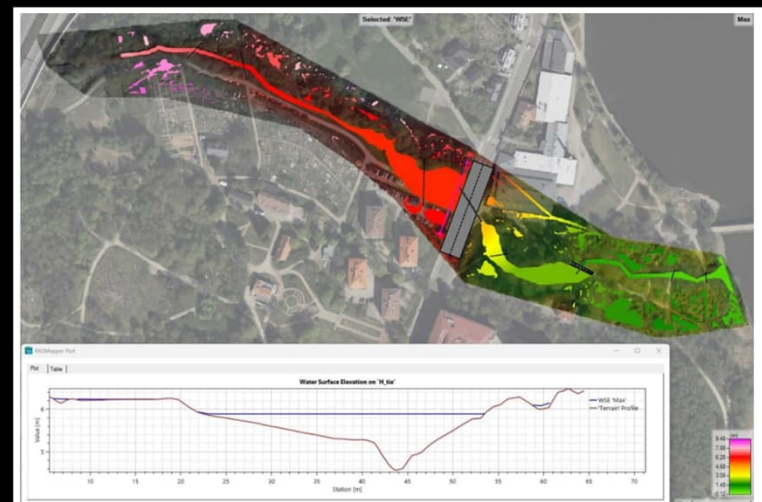 Selected: 'WSE'
Max
RASMapper Plot
Plot Table
Water Surface Elevation on 'H_tie'
WSE 'Max'
'Terrain' Profile
Value [m]
6
5
10 15 20 25 30 35 40 45 50 55 60 65 70
Station [m]
[m]